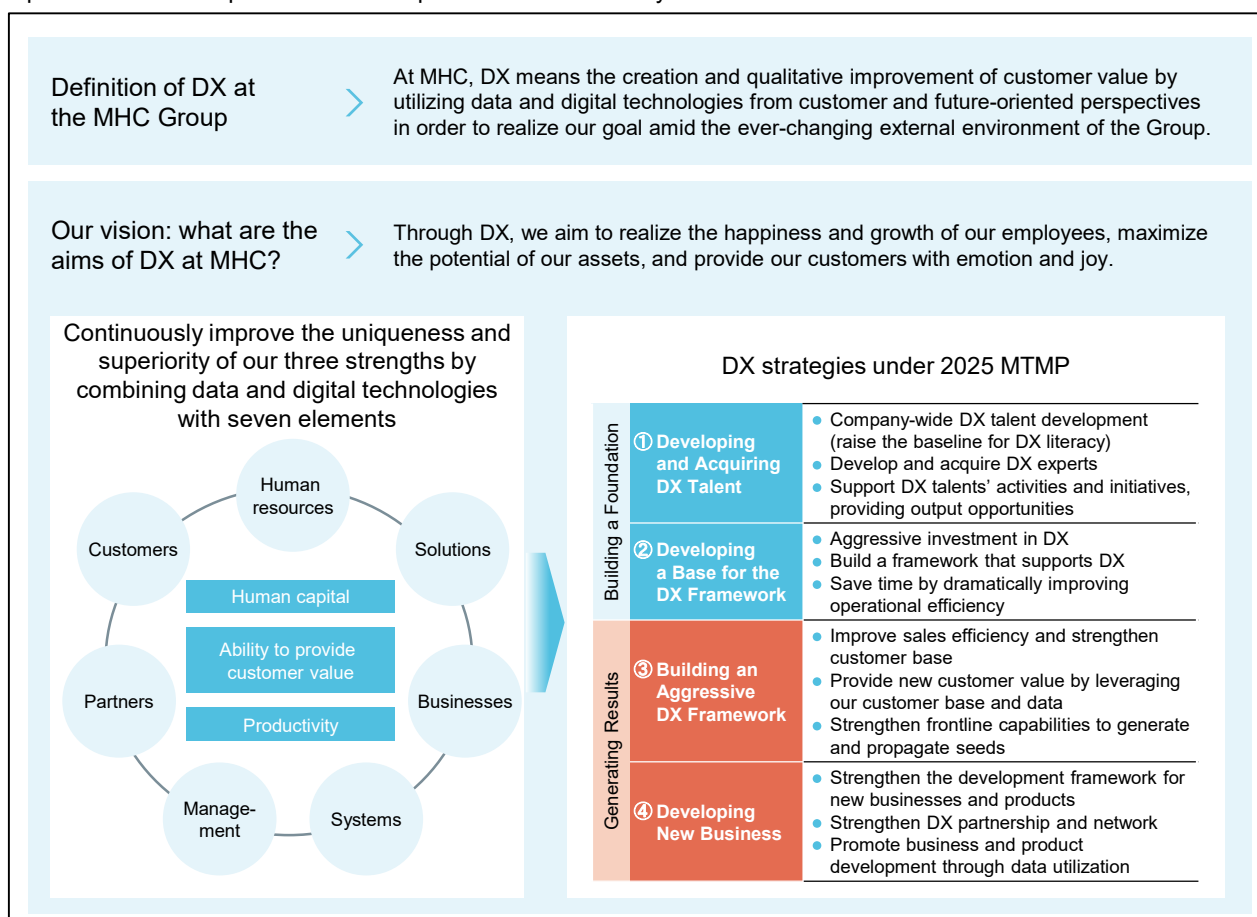 Definition of DX at
the MHC Group
At MHC, DX means the creation and qualitative improvement of customer value by
utilizing data and digital technologies from customer and future-oriented perspectives
in order to realize our goal amid the ever-changing external environment of the Group.
Our vision: what are the
aims of DX at MHC?
Through DX, we aim to realize the happiness and growth of our employees, maximize
the potential of our assets, and provide our customers with emotion and joy.
Continuously improve the uniqueness and
superiority of our three strengths by
combining data and digital technologies
with seven elements
Human
resources
Customers
Solutions
Human capital
Ability to provide
customer value
Partners
Businesses
Productivity
Manage-
ment
Systems
DX strategies under 2025 MTMP
Building a Foundation
① Developing
and Acquiring
DX Talent
● Company-wide DX talent development
(raise the baseline for DX literacy)
● Develop and acquire DX experts
● Support DX talents’ activities and initiatives,
providing output opportunities
② Developing
a Base for the
DX Framework
● Aggressive investment in DX
● Build a framework that supports DX
● Save time by dramatically improving
operational efficiency
Generating Results
③ Building an
Aggressive
DX Framework
● Improve sales efficiency and strengthen
customer base
● Provide new customer value by leveraging
our customer base and data
● Strengthen frontline capabilities to generate
and propagate seeds
④ Developing
New Business
● Strengthen the development framework for
new businesses and products
● Strengthen DX partnership and network
● Promote business and product
development through data utilization